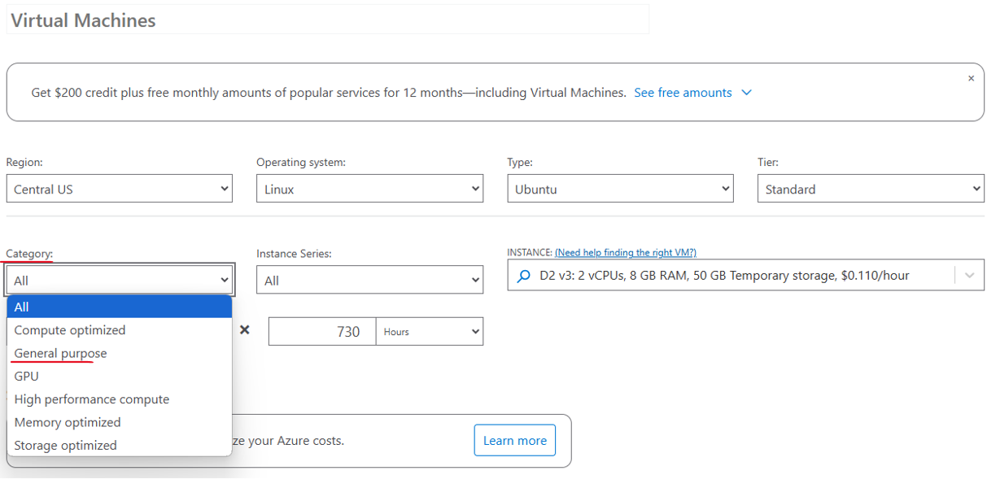 Virtual Machines
×
Get $200 credit plus free monthly amounts of popular services for 12 months—including Virtual Machines. See free amounts
Region:
Operating system:
Type:
Tier:
Central US
Linux
Ubuntu
Standard
Category:
Instance Series:
INSTANCE: (Need help finding the right VM?)
All
All
D2 v3: 2 vCPUs, 8 GB RAM, 50 GB Temporary storage, $0.110/hour
All
Compute optimized
General purpose
GPU
High performance compute
Memory optimized
Storage optimized
×
730
Hours
ze your Azure costs.
Learn more